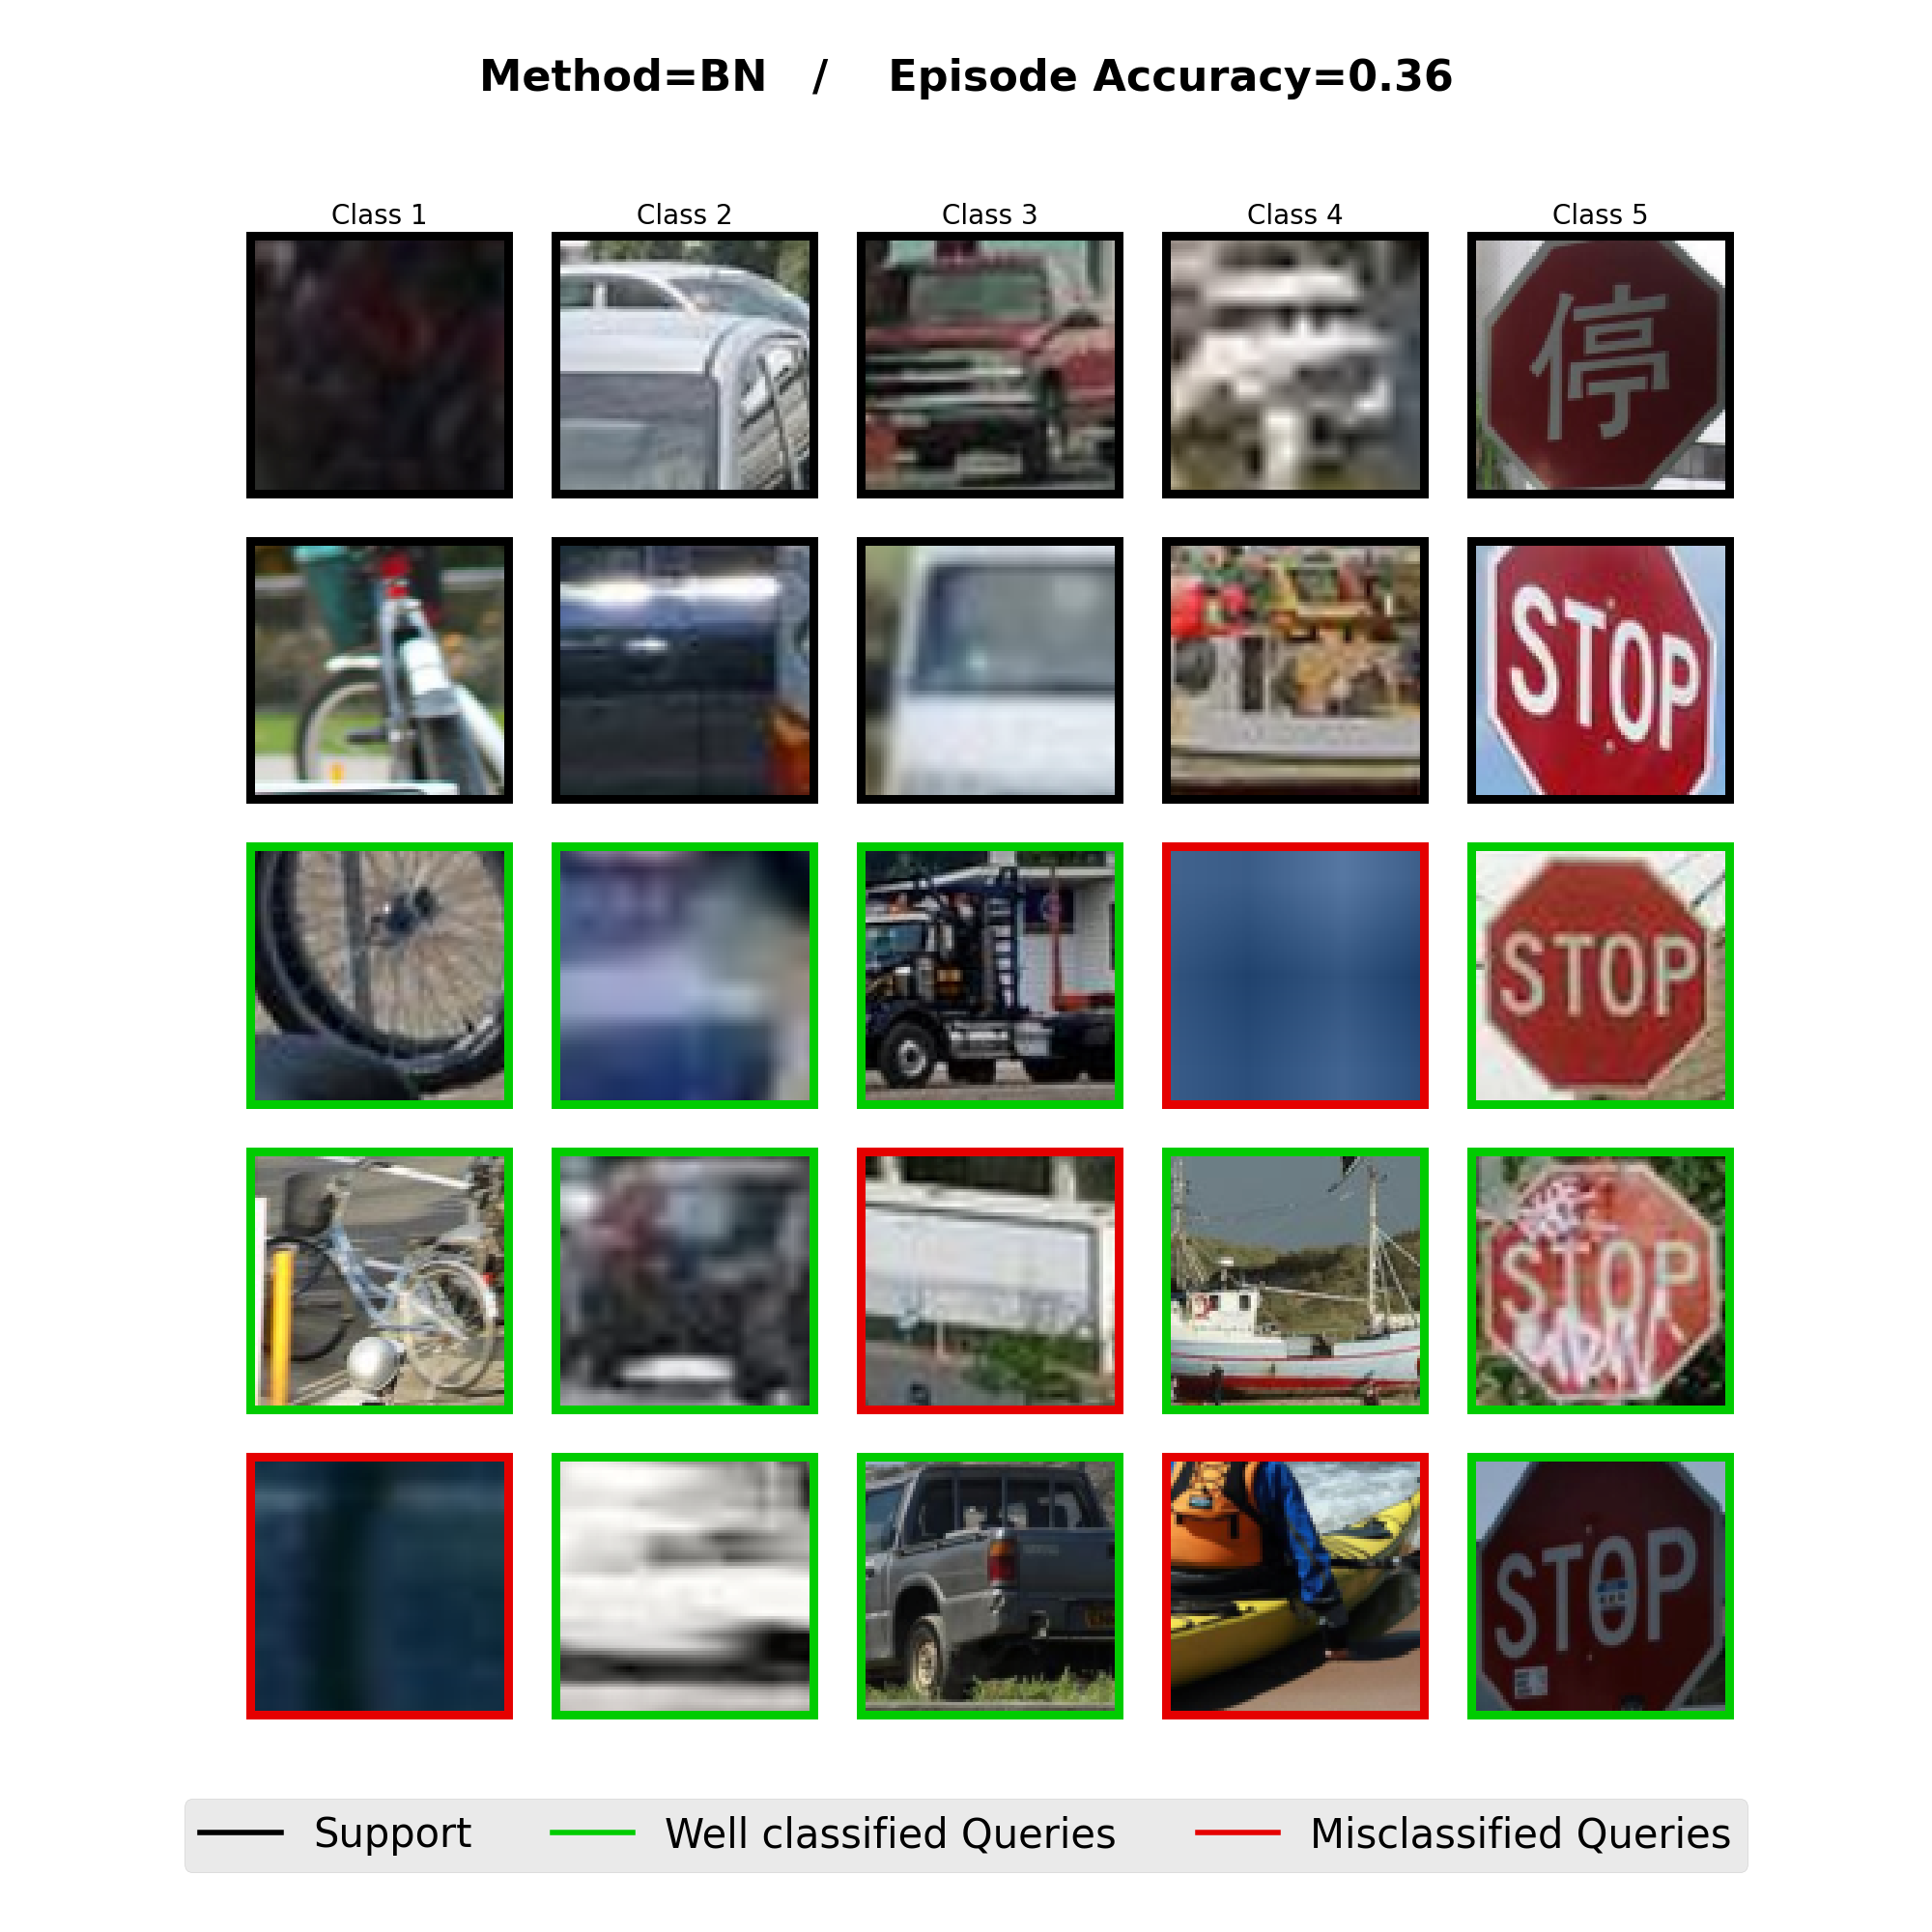 Method=BN / Episode Accuracy=0.36
Class 1 Class 2 Class 3 Class 4 Class 5
停
STOP
STOP
STOP
STOP
Support Well classified Queries Misclassified Queries